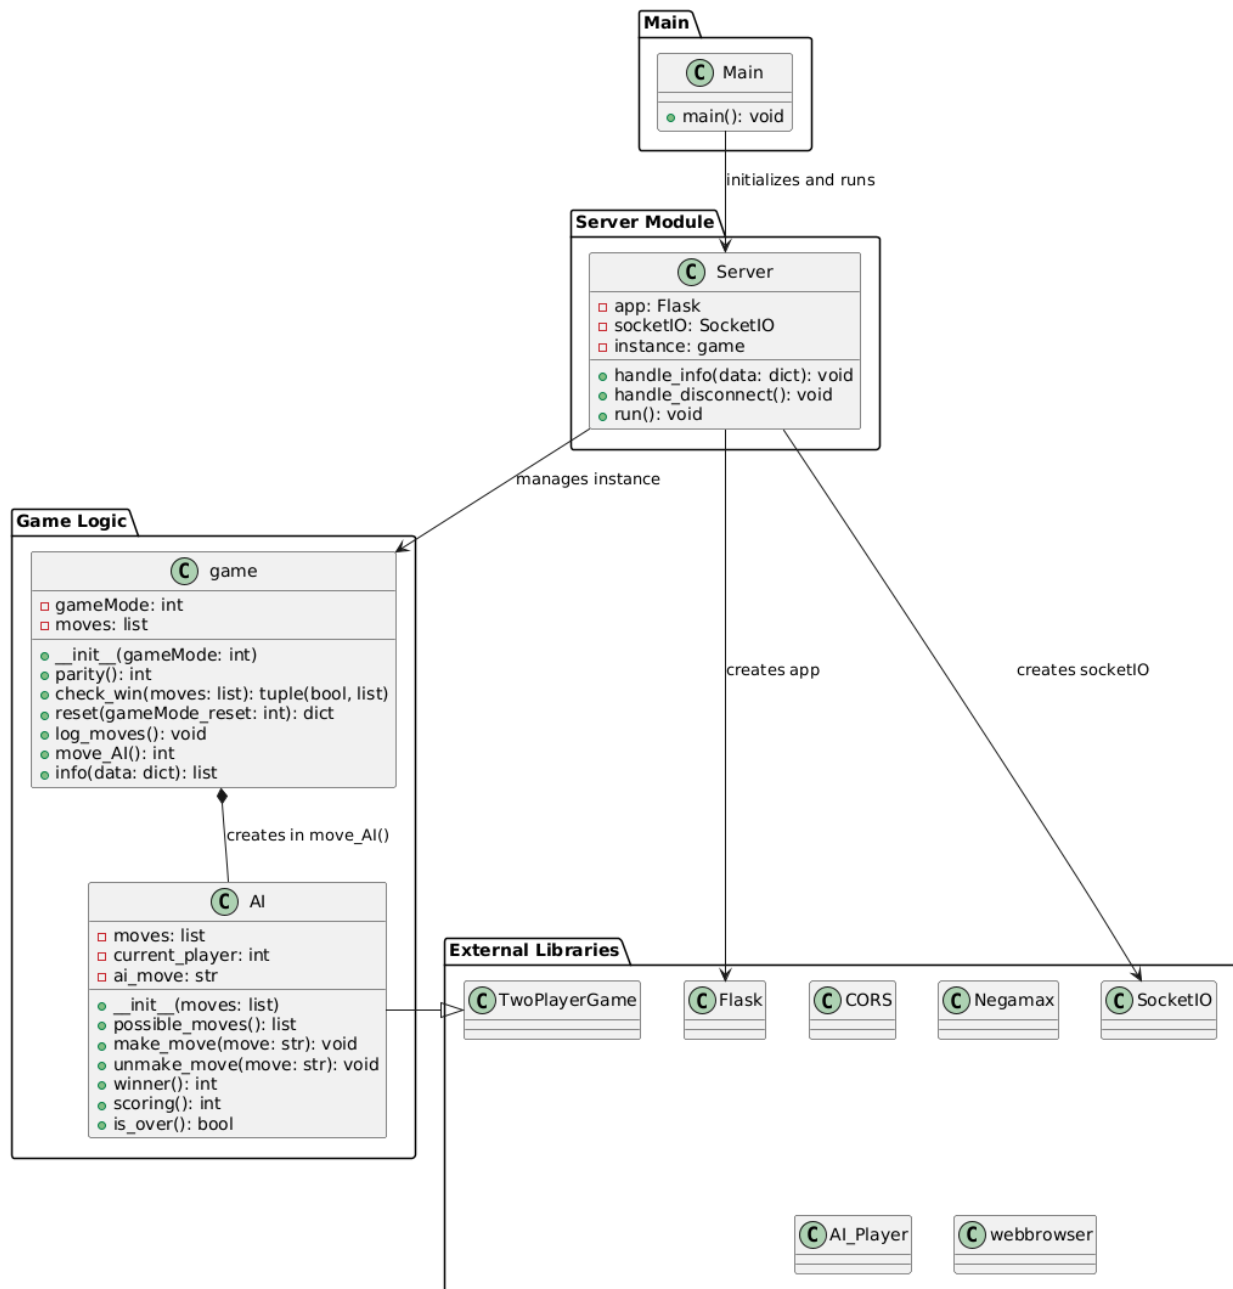 Main
C Main
main(): void
initializes and runs
Server Module
C Server
app: Flask
socketIO: SocketIO
instance: game
handle_info(data: dict): void
handle_disconnect(): void
run(): void
manages instance
Game Logic
C game
gameMode: int
moves: list
__init__(gameMode: int)
parity(): int
check_win(moves: list): tuple(bool, list)
reset(gameMode_reset: int): dict
log_moves(): void
move_AI(): int
info(data: dict): list
creates app
creates socketIO
creates in move_AI()
C AI
moves: list
current_player: int
ai_move: str
__init__(moves: list)
possible_moves(): list
make_move(move: str): void
unmake_move(move: str): void
winner(): int
scoring(): int
is_over(): bool
External Libraries
C TwoPlayerGame
C Flask
C CORS
C Negamax
C SocketIO
C AI_Player
C webbrowser